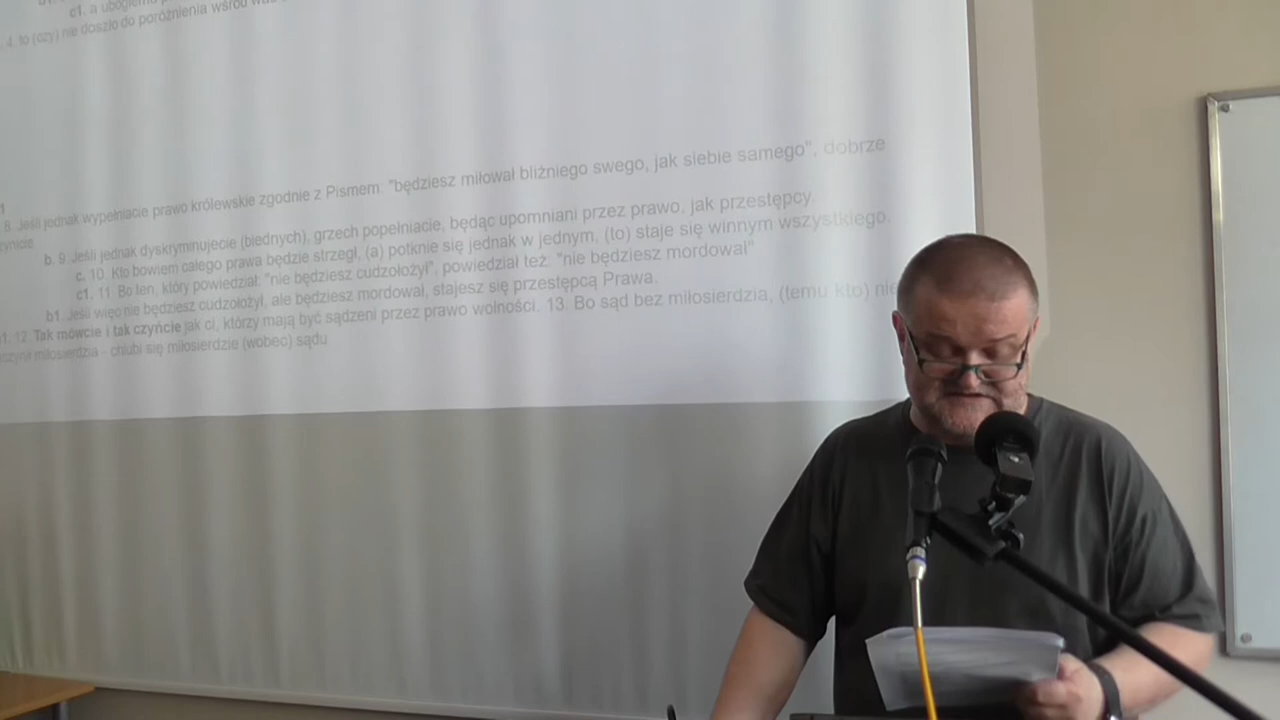 c1. a ubogiemu
4. to (czy) nie doszło do poróżnienia wśród was
8. Jeśli jednak wypełniacie prawo królewskie zgodnie z Pismem: "będziesz miłował bliźniego swego, jak siebie samego", dobrze
czynicie
b. 9. Jeśli jednak dyskryminujecie (biednych), grzech popełniacie, będąc upomniani przez prawo, jak przestępcy.
c. 10. Kto bowiem całego prawa będzie strzegł, (a) potknie się jednak w jednym, (to) staje się winnym wszystkiego.
c1. 11. Bo ten, który powiedział: "nie będziesz cudzołożył", powiedział też: "nie będziesz mordował"
b1. Jeśli więc nie będziesz cudzołożył, ale będziesz mordował, stajesz się przestępcą Prawa.
12. Tak mówcie i tak czyńcie jak ci, którzy mają być sądzeni przez prawo wolności. 13. Bo sąd bez miłosierdzia, (temu kto) nie
uczynił miłosierdzia - chlubi się miłosierdzie (wobec) sądu